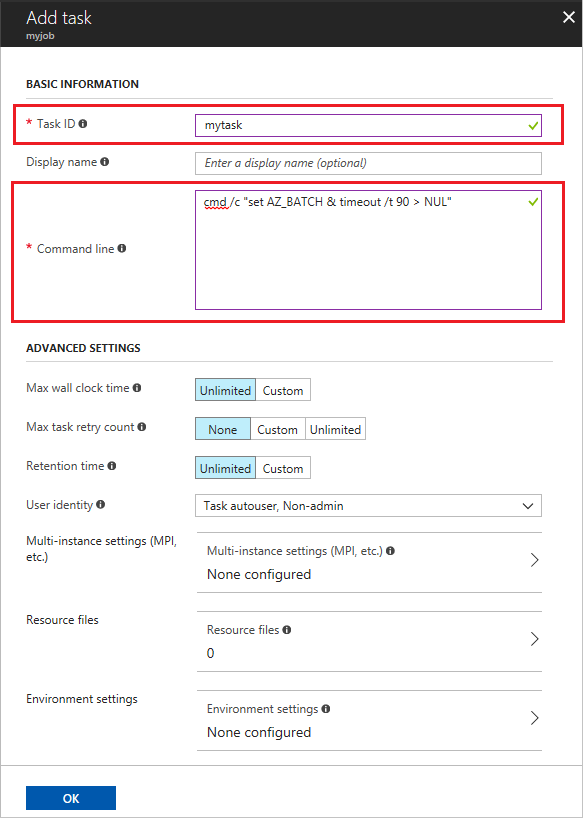 Add task
myjob
BASIC INFORMATION
* Task ID
mytask
Display name
Enter a display name (optional)
* Command line
cmd /c "set AZ_BATCH & timeout /t 90 > NUL"
ADVANCED SETTINGS
Max wall clock time
Unlimited Custom
Max task retry count
None Custom Unlimited
Retention time
Unlimited Custom
User identity
Task autouser, Non-admin
Multi-instance settings (MPI,
etc.)
Multi-instance settings (MPI, etc.)
None configured
Resource files
Resource files
0
Environment settings
Environment settings
None configured
OK